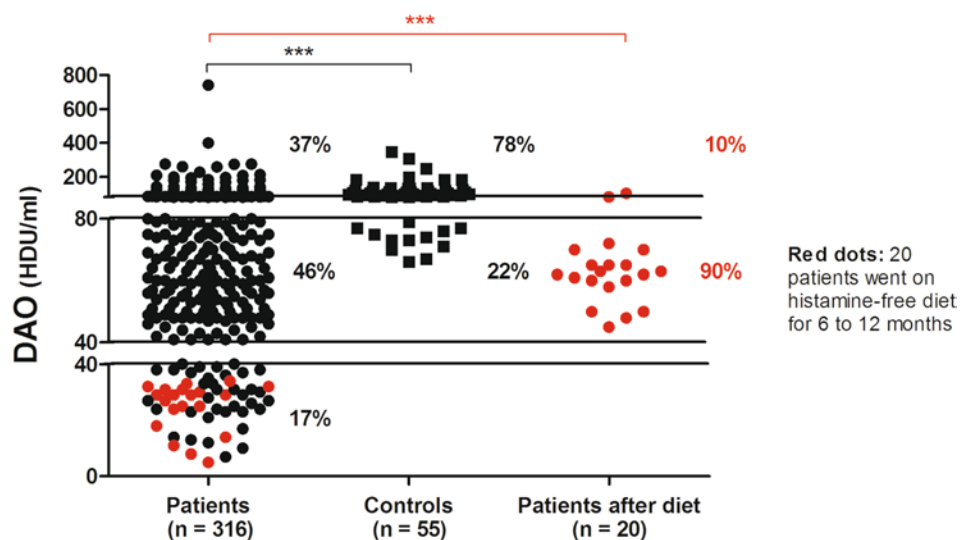 ***
***
800
600
400
200
80
40
40
0
DAO (HDU/ml)
37%
78%
10%
46%
22%
90%
17%
Red dots: 20
patients went on
histamine-free diet
for 6 to 12 months
Patients
(n = 316)
Controls
(n = 55)
Patients after diet
(n = 20)